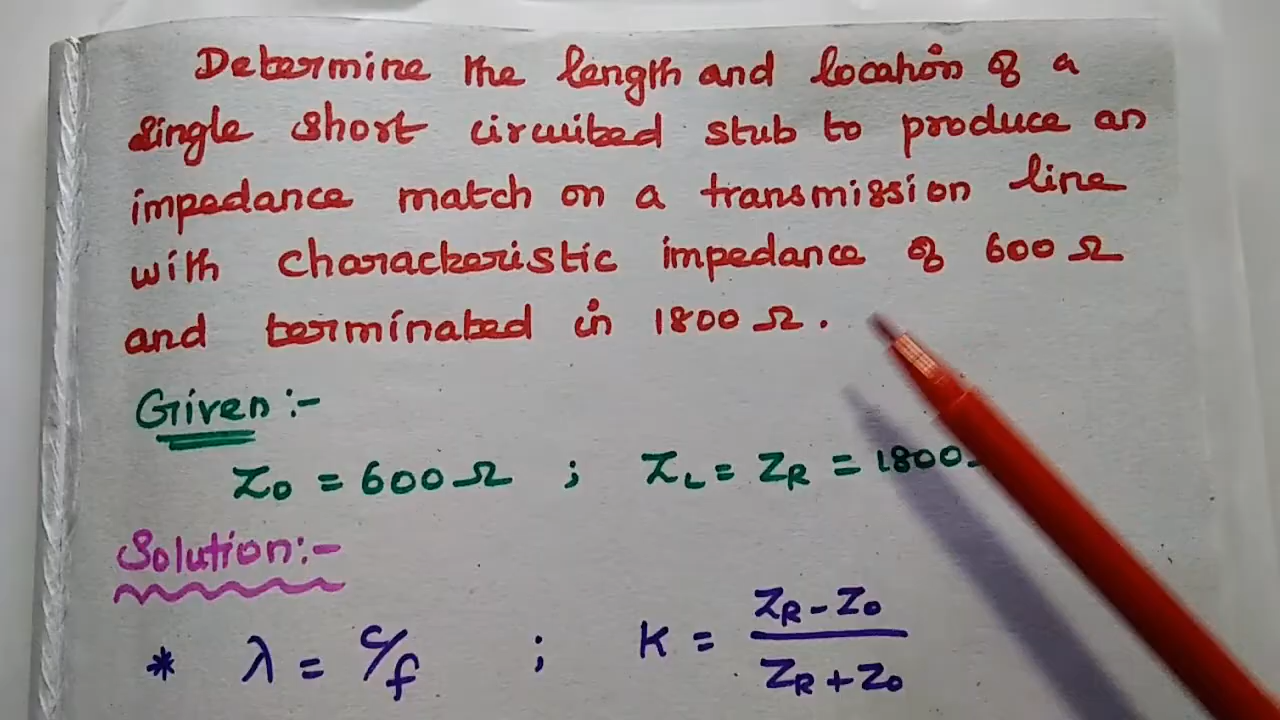 Determine the length and location of a
single short circuited stub to produce an
impedance match on a transmission line
with characteristic impedance of 600 Ω
and terminated in 1800 Ω.
Given :-
Z0 = 600 Ω ; ZL = ZR = 1800 Ω
Solution:-
* λ = c/f ; K = ZR - Z0 / ZR + Z0